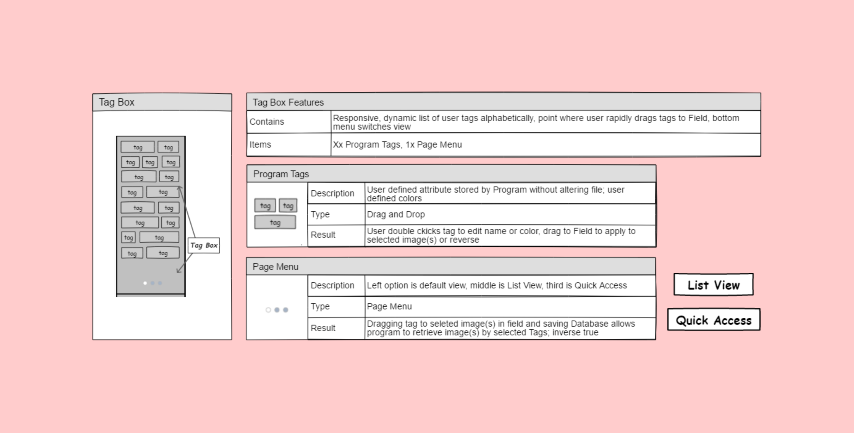 Tag Box
tag tag
tag tag tag
tag tag
tag tag
tag tag
tag tag
tag tag
tag tag
Tag Box
Tag Box Features
Contains
Responsive, dynamic list of user tags alphabetically, point where user rapidly drags tags to Field, bottom
menu switches view
Items
Xx Program Tags, 1x Page Menu
Program Tags
tag tag
tag
Description
User defined attribute stored by Program without altering file; user
defined colors
Type
Drag and Drop
Result
User double ckicks tag to edit name or color, drag to Field to apply to
selected image(s) or reverse
Page Menu
Description
Left option is default view, middle is List View, third is Quick Access
Type
Page Menu
Result
Dragging tag to seleted image(s) in field and saving Database allows
program to retrieve image(s) by selected Tags; inverse true
List View
Quick Access